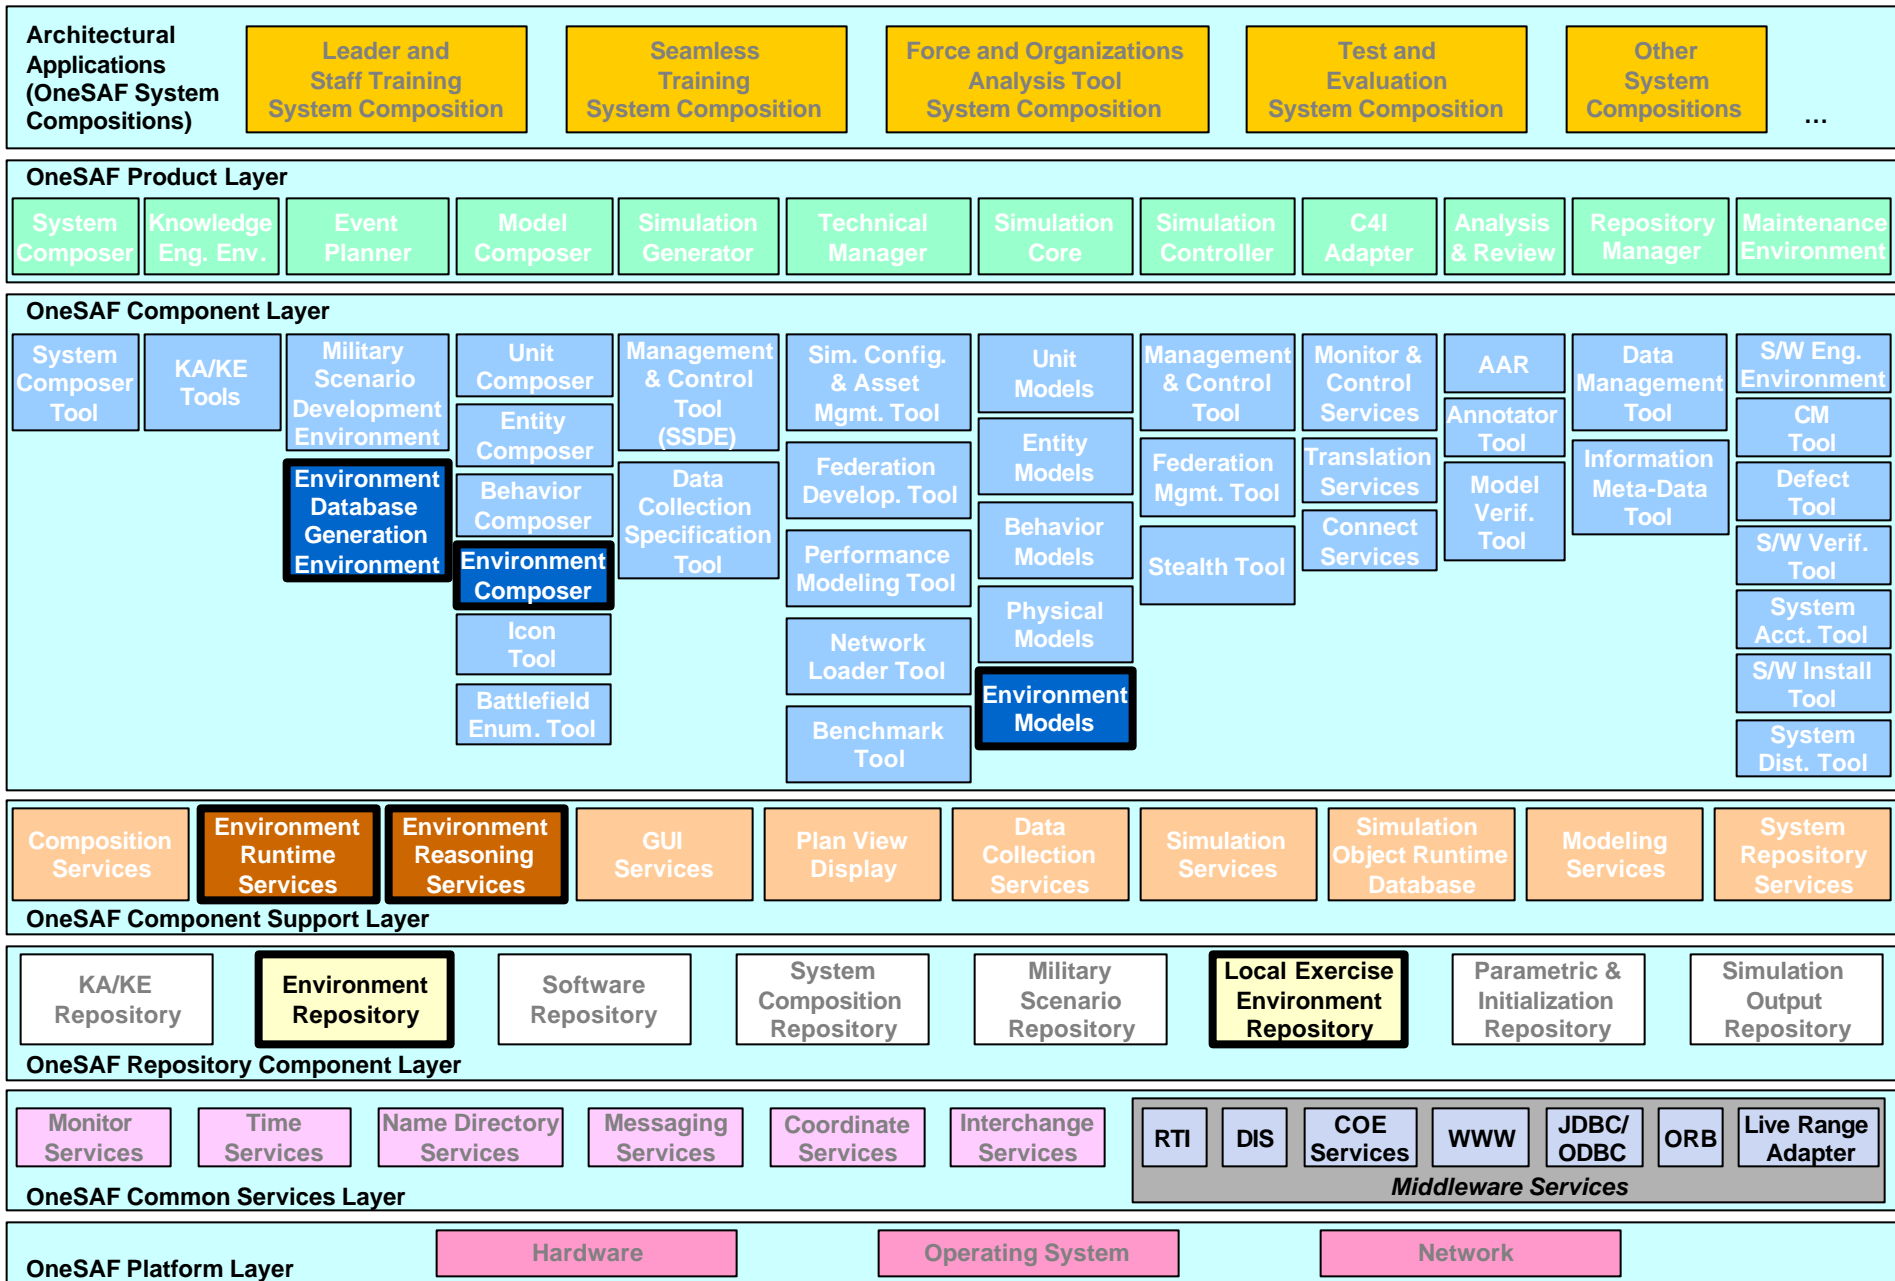 Architectural
Applications
(OneSAF System
Compositions)
Leader and
Staff Training
System Composition
Seamless
Training
System Composition
Force and Organizations
Analysis Tool
System Composition
Test and
Evaluation
System Composition
Other
System
Compositions
...
OneSAF Product Layer
System
Composer
Knowledge
Eng. Env.
Event
Planner
Model
Composer
Simulation
Generator
Technical
Manager
Simulation
Core
Simulation
Controller
C4I
Adapter
Analysis
& Review
Repository
Manager
Maintenance
Environment
OneSAF Component Layer
System
Composer
Tool
KA/KE
Tools
Military
Scenario
Development
Environment
Environment
Database
Generation
Environment
Unit
Composer
Entity
Composer
Behavior
Composer
Environment
Composer
Icon
Tool
Battlefield
Enum. Tool
Management
& Control
Tool
(SSDE)
Data
Collection
Specification
Tool
Sim. Config.
& Asset
Mgmt. Tool
Federation
Develop. Tool
Performance
Modeling Tool
Network
Loader Tool
Benchmark
Tool
Unit
Models
Entity
Models
Behavior
Models
Physical
Models
Environment
Models
Management
& Control
Tool
Federation
Mgmt. Tool
Stealth Tool
Monitor &
Control
Services
Translation
Services
Connect
Services
AAR
Annotator
Tool
Model
Verif.
Tool
Data
Management
Tool
Information
Meta-Data
Tool
S/W Eng.
Environment
CM
Tool
Defect
Tool
S/W Verif.
Tool
System
Acct. Tool
S/W Install
Tool
System
Dist. Tool
Composition
Services
Environment
Runtime
Services
Environment
Reasoning
Services
GUI
Services
Plan View
Display
Data
Collection
Services
Simulation
Services
Simulation
Object Runtime
Database
Modeling
Services
System
Repository
Services
OneSAF Component Support Layer
KA/KE
Repository
Environment
Repository
Software
Repository
System
Composition
Repository
Military
Scenario
Repository
Local Exercise
Environment
Repository
Parametric &
Initialization
Repository
Simulation
Output
Repository
OneSAF Repository Component Layer
Monitor
Services
Time
Services
Name Directory
Services
Messaging
Services
Coordinate
Services
Interchange
Services
RTI
DIS
COE
Services
WWW
JDBC/
ODBC
ORB
Live Range
Adapter
Middleware Services
OneSAF Common Services Layer
Hardware
Operating System
Network
OneSAF Platform Layer